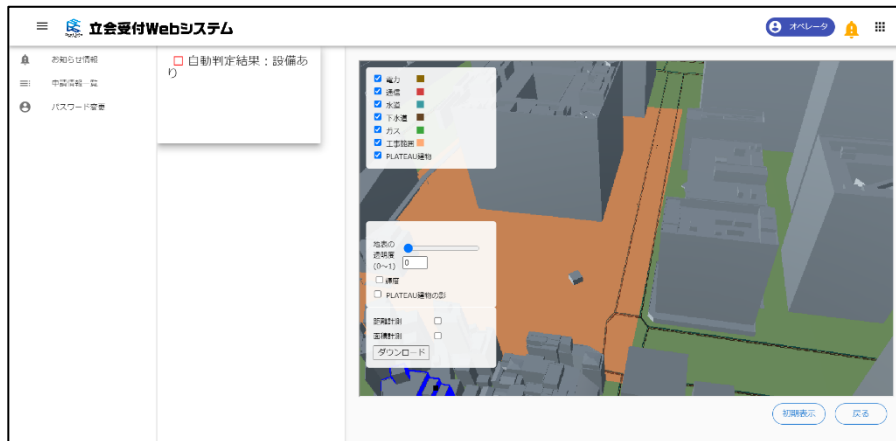 立会受付Webシステム
オペレータ
お知らせ情報
申請情報一覧
パスワード変更
自動判定結果：設備あ
り
電力
通信
水道
下水道
ガス
工事範囲
PLATEAU建物
地表の
透明度
(0～1)
0
濃度
PLATEAU建物の影
距離計測
面積計測
ダウンロード
初期表示
戻る